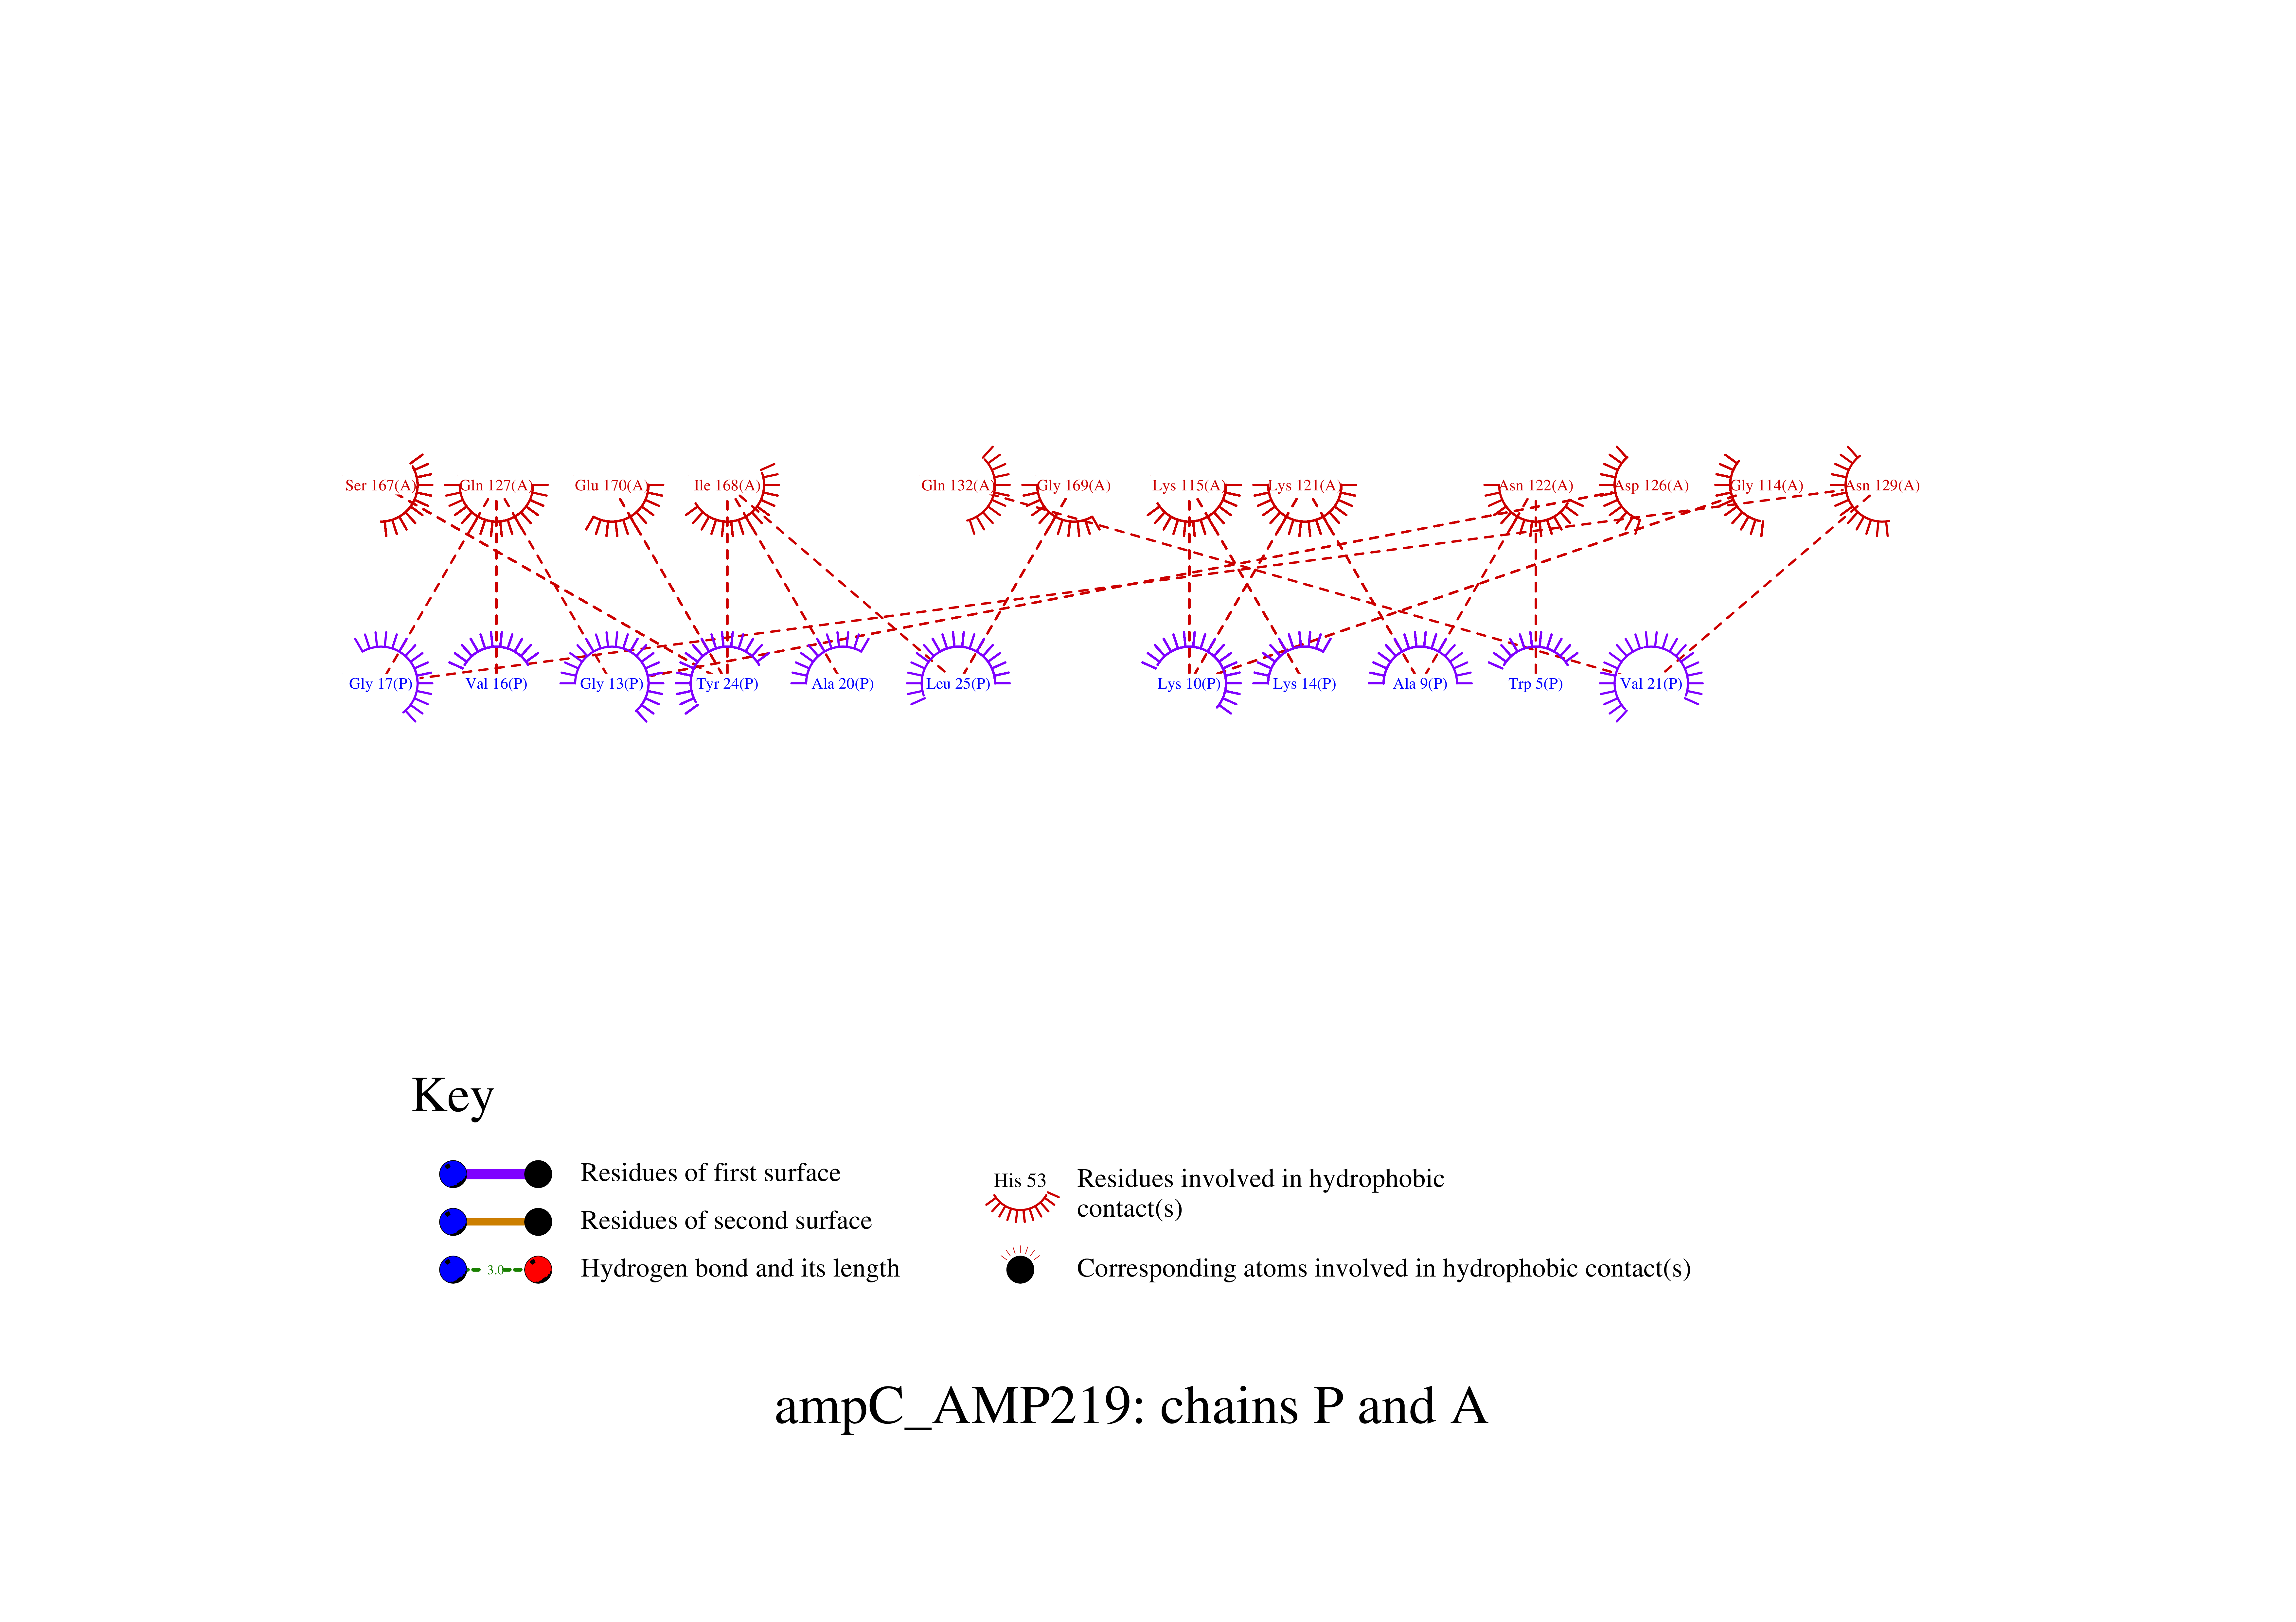 Ser 167(A) Gln 127(A) Glu 170(A) Ile 168(A) Gln 132(A) Gly 169(A) Lys 115(A) Lys 121(A) Asn 122(A) Asp 126(A) Gly 114(A) Asn 129(A)
Gly 17(P) Val 16(P) Gly 13(P) Tyr 24(P) Ala 20(P) Leu 25(P) Lys 10(P) Lys 14(P) Ala 9(P) Trp 5(P) Val 21(P)
Key
Residues of first surface
Residues of second surface
3.0 Hydrogen bond and its length
His 53 Residues involved in hydrophobic
contact(s)
Corresponding atoms involved in hydrophobic contact(s)
ampC_AMP219: chains P and A